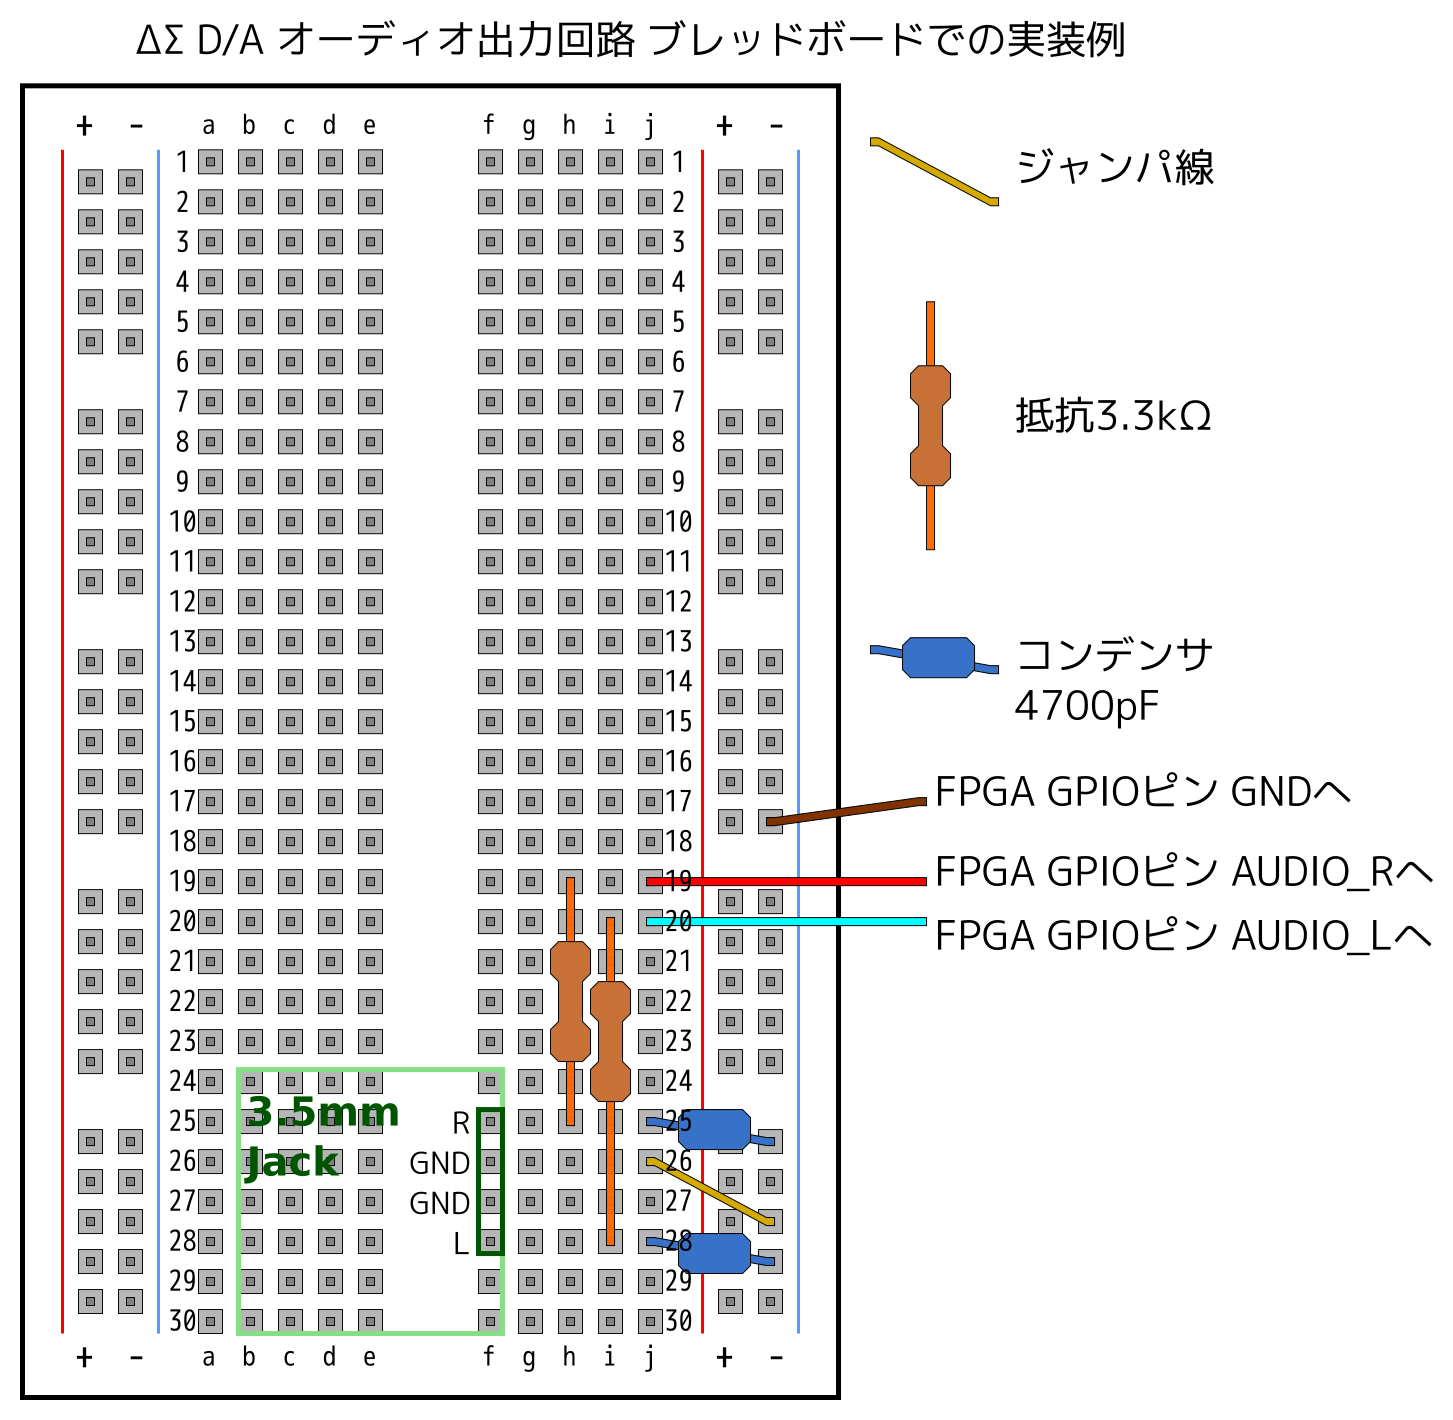 ΔΣ D/A オーディオ出力回路 ブレッドボードでの実装例
+ - a b c d e f g h i j + -
1 1
2 2
3 3
4 4
5 5
6 6
7 7
8 8
9 9
10 10
11 11
12 12
13 13
14 14
15 15
16 16
17 17
18 18
19 19
20 20
21 21
22 22
23 23
24 24
25 25
26 26
27 27
28 28
29 29
30 30
+ - a b c d e f g h i j + -
3.5mm
Jack
R
GND
GND
L
ジャンパ線
抵抗3.3kΩ
コンデンサ
4700pF
FPGA GPIOピン GNDへ
FPGA GPIOピン AUDIO_Rへ
FPGA GPIOピン AUDIO_Lへ